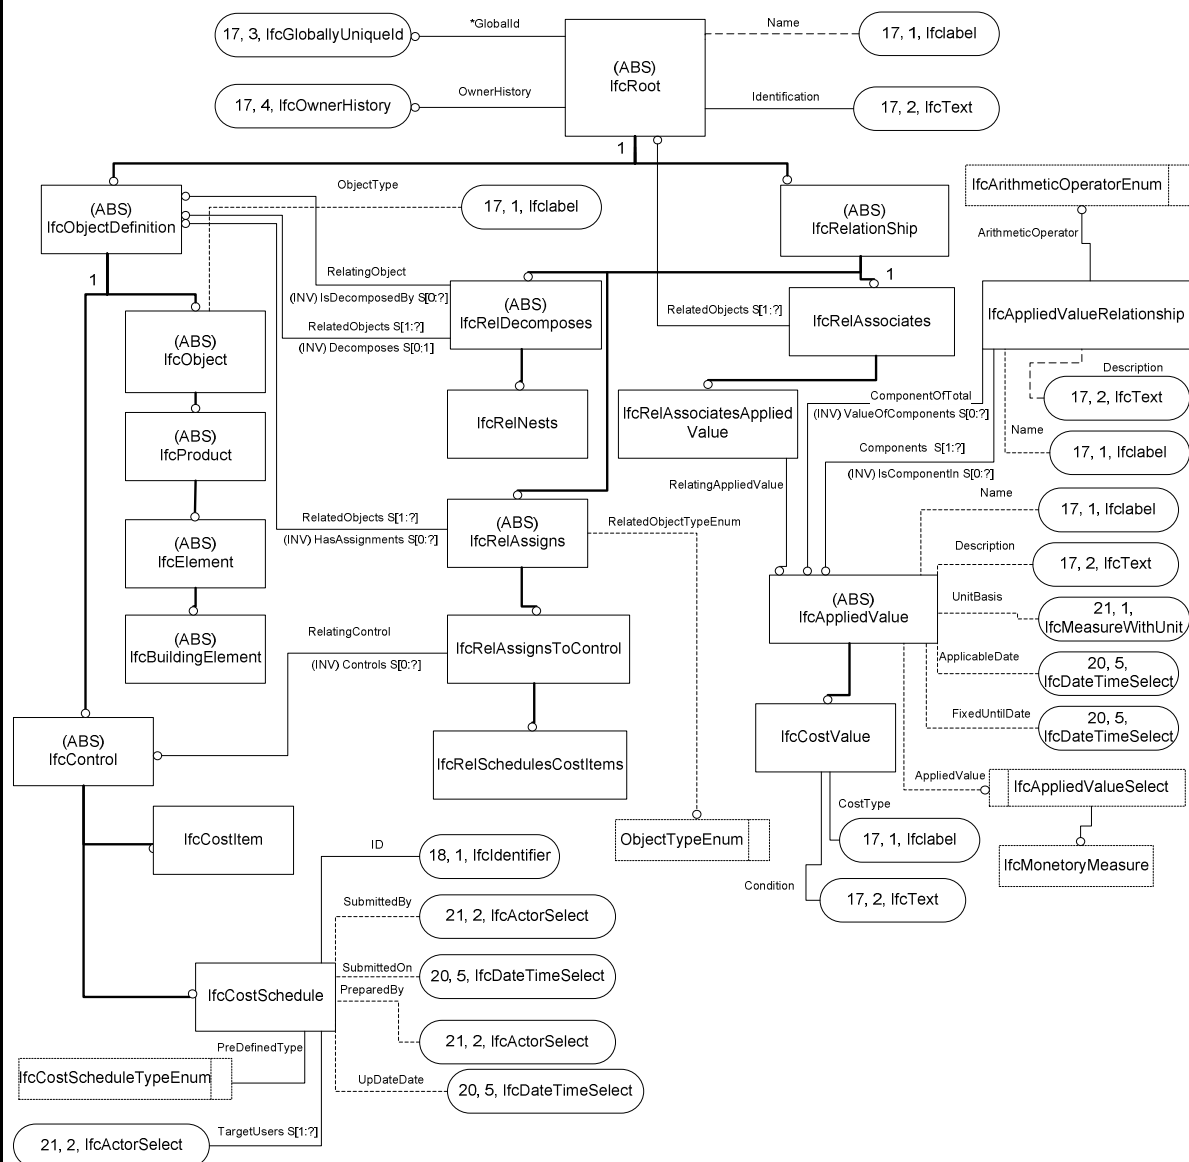 *GlobalId
Name
17, 3, IfcGloballyUniqueId
17, 1, Ifclabel
(ABS)
IfcRoot
OwnerHistory
Identification
17, 4, IfcOwnerHistory
17, 2, IfcText
1
IfcArithmeticOperatorEnum
ObjectType
(ABS)
IfcObjectDefinition
17, 1, Ifclabel
(ABS)
IfcRelationShip
ArithmeticOperator
1
RelatingObject
1
(INV) IsDecomposedBy S[0:?]
(ABS)
IfcRelDecomposes
RelatedObjects S[1:?]
IfcRelAssociates
IfcAppliedValueRelationship
RelatedObjects S[1:?]
(INV) Decomposes S[0:1]
(ABS)
IfcObject
Description
ComponentOfTotal
17, 2, IfcText
(INV) ValueOfComponents S[0:?]
IfcRelNests
IfcRelAssociatesApplied
Value
Name
(ABS)
IfcProduct
Components S[1:?]
17, 1, Ifclabel
(INV) IsComponentIn S[0:?]
RelatingAppliedValue
Name
17, 1, Ifclabel
RelatedObjects S[1:?]
(INV) HasAssignments S[0:?]
(ABS)
IfcRelAssigns
RelatedObjectTypeEnum
(ABS)
IfcElement
Description
17, 2, IfcText
UnitBasis
(ABS)
IfcAppliedValue
21, 1,
IfcMeasureWithUnit
RelatingControl
(INV) Controls S[0:?]
IfcRelAssignsToControl
(ABS)
IfcBuildingElement
ApplicableDate
20, 5,
IfcDateTimeSelect
FixedUntilDate
20, 5,
IfcDateTimeSelect
(ABS)
IfcControl
IfcCostValue
IfcRelSchedulesCostItems
AppliedValue
IfcAppliedValueSelect
CostType
IfcCostItem
ObjectTypeEnum
17, 1, Ifclabel
ID
18, 1, IfcIdentifier
IfcMonetoryMeasure
Condition
17, 2, IfcText
SubmittedBy
21, 2, IfcActorSelect
SubmittedOn
20, 5, IfcDateTimeSelect
PreparedBy
IfcCostSchedule
21, 2, IfcActorSelect
PreDefinedType
IfcCostScheduleTypeEnum
UpDateDate
20, 5, IfcDateTimeSelect
TargetUsers S[1:?]
21, 2, IfcActorSelect